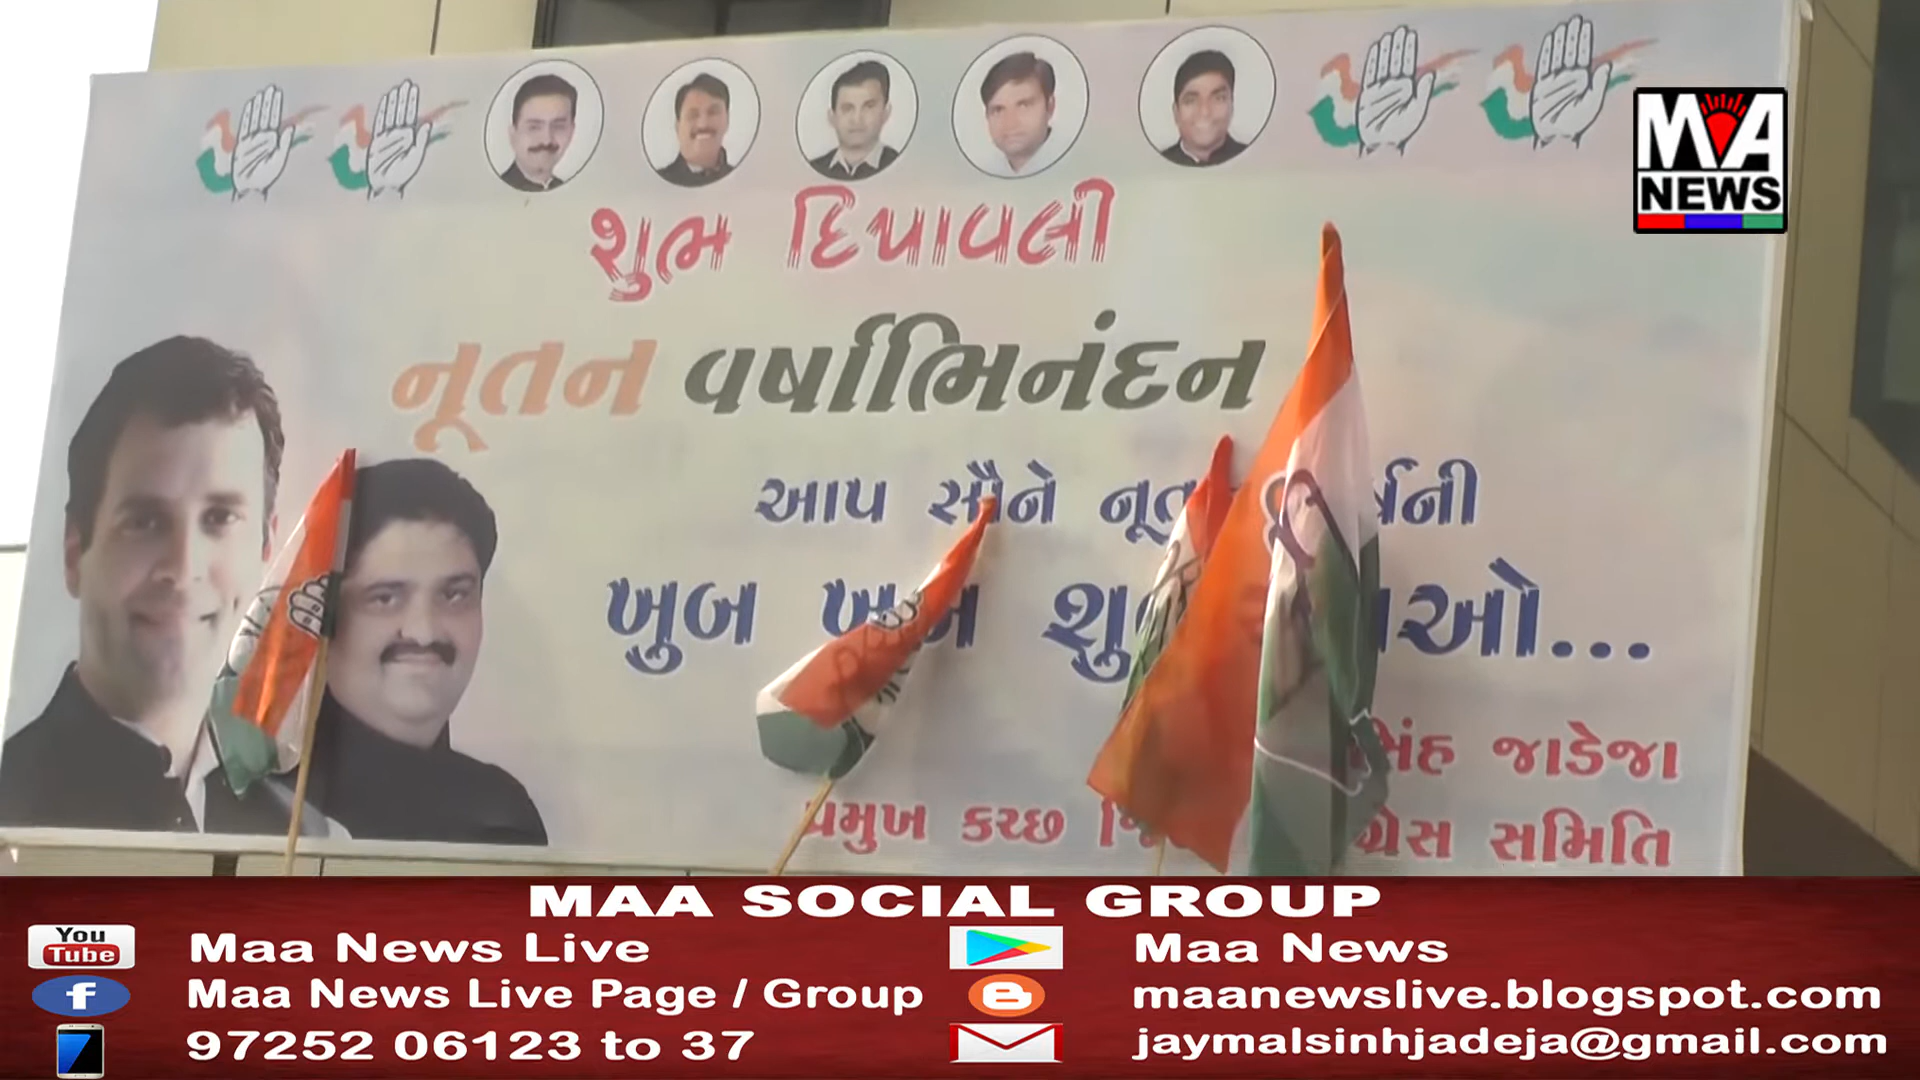 શુભ દિપાવલી
MAA
NEWS
નૂતન વર્ષાભિનંદન
આપ સૌને
ખુબ
જાડેજા
પ્રમુખ કચ્છ સમિતિ
MAA SOCIAL GROUP
You
Tube
Maa News Live
Maa News
Maa News Live Page / Group
maanewslive.blogspot.com
97252 06123 to 37
jaymalsinhjadeja@gmail.com